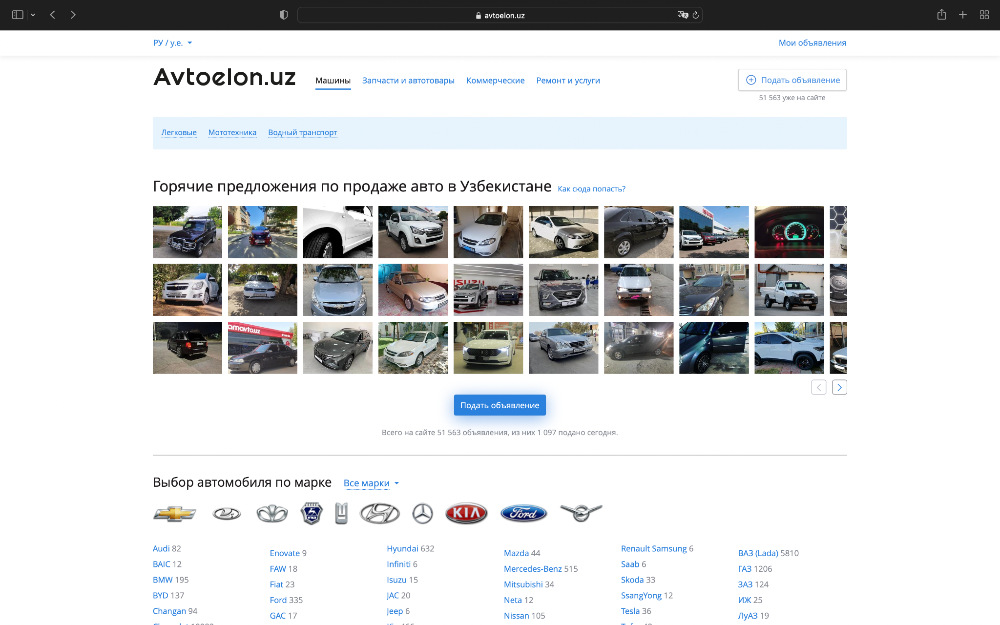 avtoelon.uz
РУ / у.е.
Мои объявления
Avtoelon.uz
Машины
Запчасти и автотовары
Коммерческие
Ремонт и услуги
Подать объявление
51 563 уже на сайте
Легковые
Мототехника
Водный транспорт
Горячие предложения по продаже авто в Узбекистане
Как сюда попасть?
ISUZU
ISUZU
amavto.uz
trade-in
Подать объявление
Всего на сайте 51 563 объявления, из них 1 097 подано сегодня.
Выбор автомобиля по марке
Все марки
KIA
Ford
Audi 82
BAIC 12
BMW 195
BYD 137
Changan 94
Enovate 9
FAW 18
Fiat 23
Ford 335
GAC 17
Hyundai 632
Infiniti 6
Isuzu 15
JAC 20
Jeep 6
Mazda 44
Mercedes-Benz 515
Mitsubishi 34
Neta 12
Nissan 105
Renault Samsung 6
Saab 6
Skoda 33
SsangYong 12
Tesla 36
ВАЗ (Lada) 5810
ГАЗ 1206
ЗАЗ 124
ИЖ 25
ЛуАЗ 19